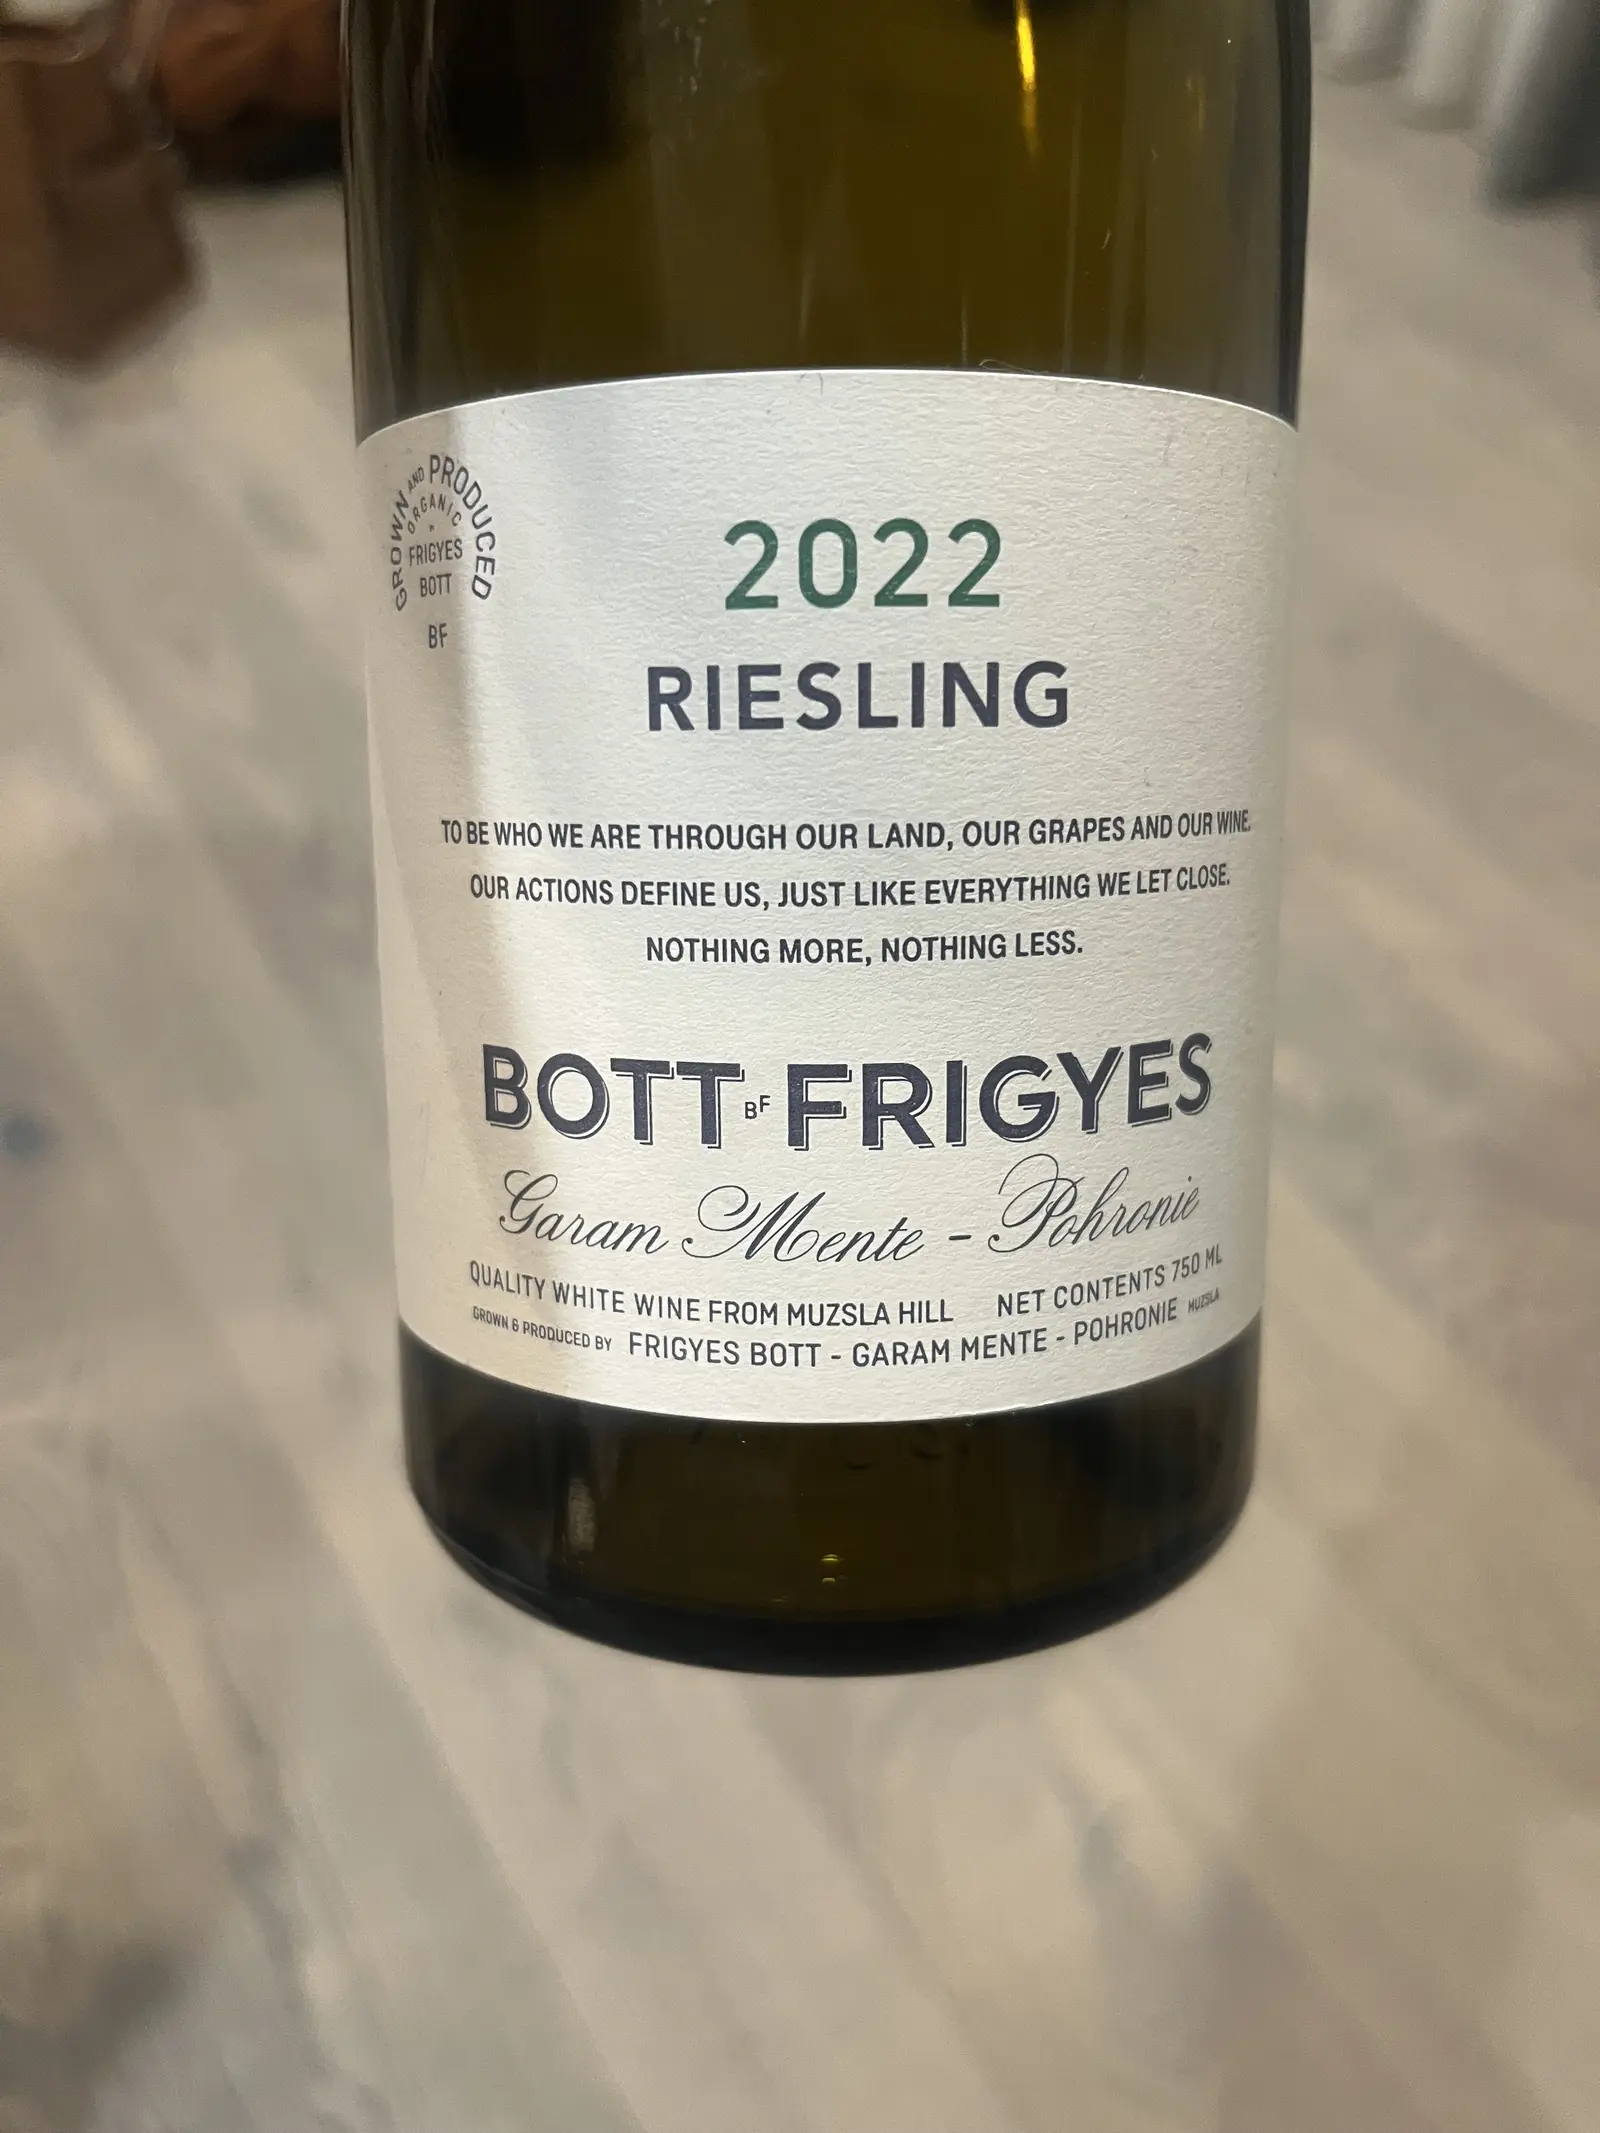 GROWN AND PRODUCED
ORGANIC
FRIGYES
BOTT
BF
2022
RIESLING
TO BE WHO WE ARE THROUGH OUR LAND, OUR GRAPES AND OUR WINE.
OUR ACTIONS DEFINE US, JUST LIKE EVERYTHING WE LET CLOSE.
NOTHING MORE, NOTHING LESS.
BOTT BF FRIGYES
Garam Mente - Pohronie
QUALITY WHITE WINE FROM MUZSLA HILL NET CONTENTS 750 ML
GROWN & PRODUCED BY FRIGYES BOTT - GARAM MENTE - POHRONIE MUZSLA